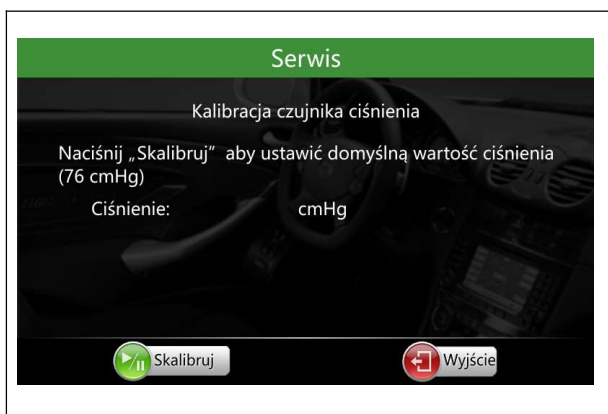 Serwis
Kalibracja czujnika ciśnienia
Naciśnij „Skalibruj” aby ustawić domyślną wartość ciśnienia
(76 cmHg)
Ciśnienie: cmHg
Skalibruj Wyjście